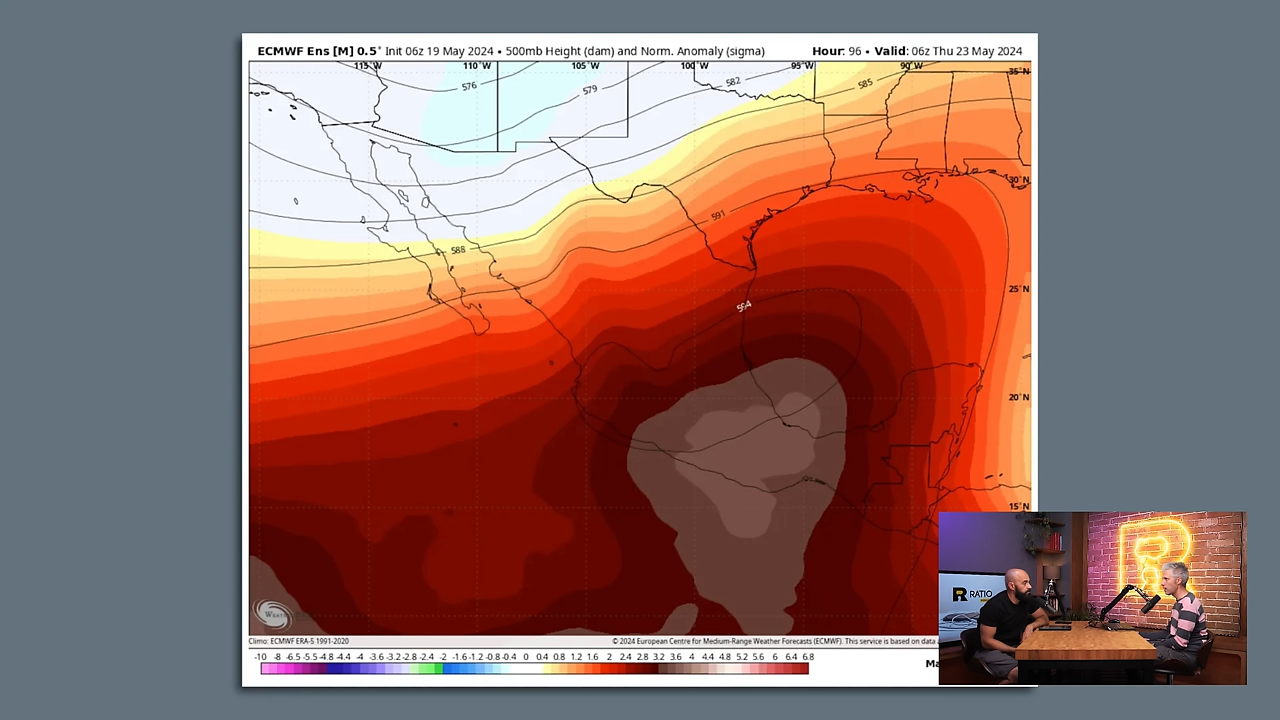 ECMWF Ens [M] 0.5° Init 06z 19 May 2024 • 500mb Height (dam) and Norm. Anomaly (sigma)
Hour: 96 • Valid: 06z Thu 23 May 2024
115°W 110°W 105°W 100°W 95°W 90°W
35°N
576 579 582 585
30°N
591
588
25°N
594
20°N
15°N
RATIO
Climo: ECMWF ERA-5 1991-2020
© 2024 European Centre for Medium-Range Weather Forecasts (ECMWF). This service is based on data
-10 -8 -6.5 -5.5 -4.8 -4.4 -4 -3.6 -3.2 -2.8 -2.4 -2 -1.6 -1.2 -0.8 -0.4 0 0.4 0.8 1.2 1.6 2 2.4 2.8 3.2 3.6 4 4.4 4.8 5.2 5.6 6 6.4 6.8
Ma